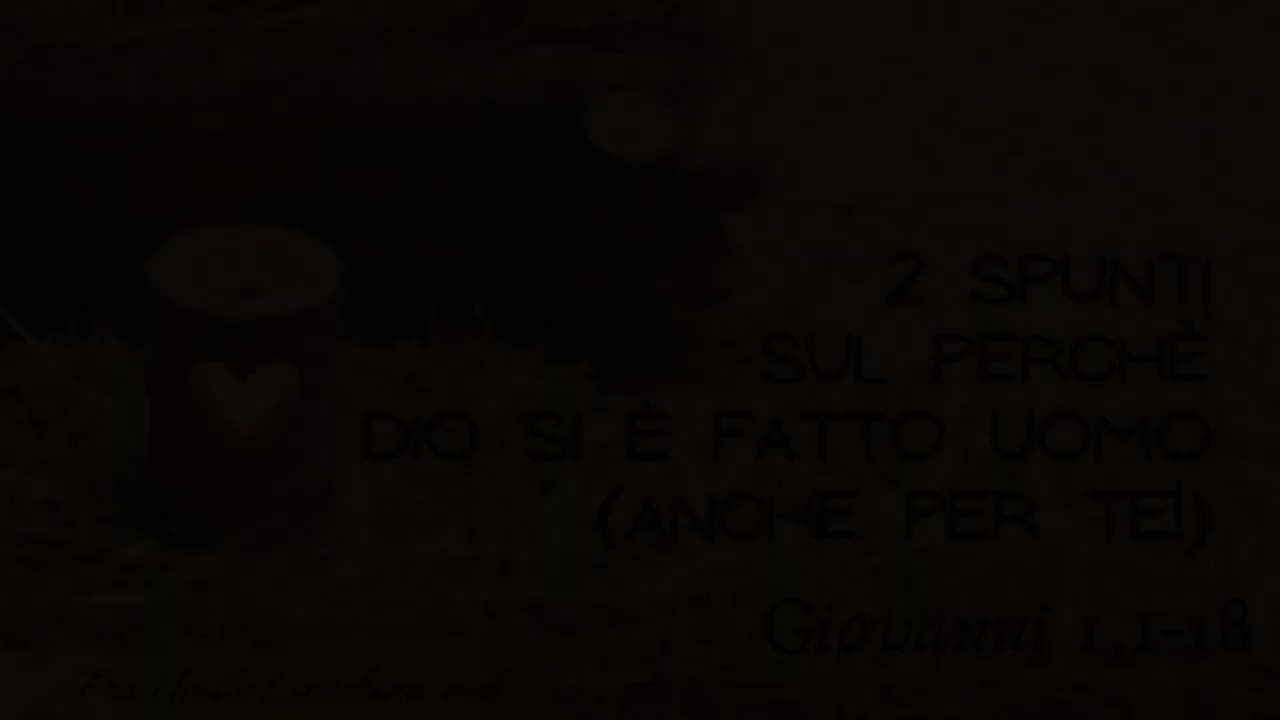 2 SPUNTI
SUL PERCHÈ
DIO SI È FATTO UOMO
(ANCHE PER TE!)
Giovanni 1,1-18